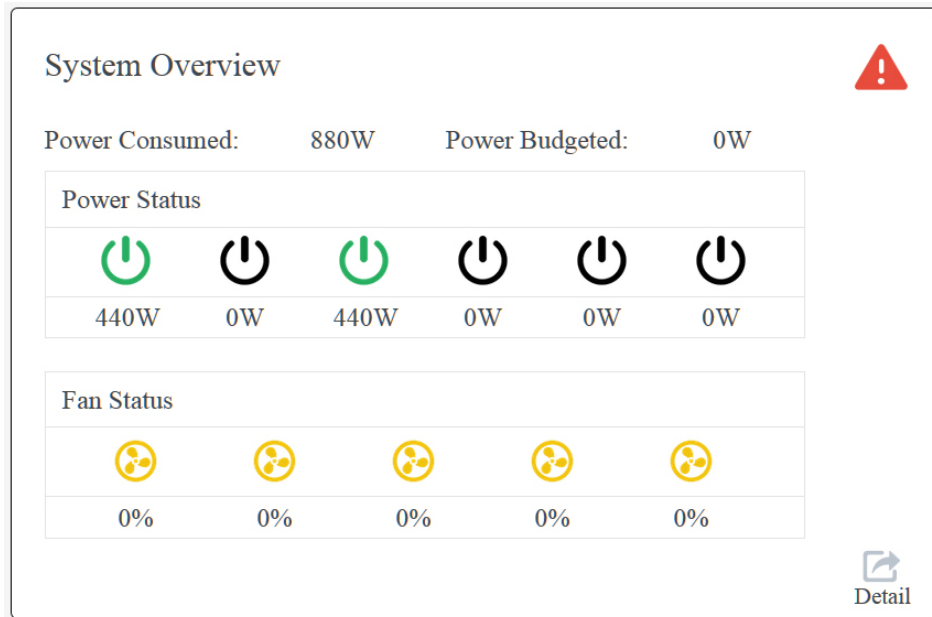 System Overview
Power Consumed: 880W Power Budgeted: 0W
Power Status
440W 0W 440W 0W 0W 0W
Fan Status
0% 0% 0% 0% 0%
Detail